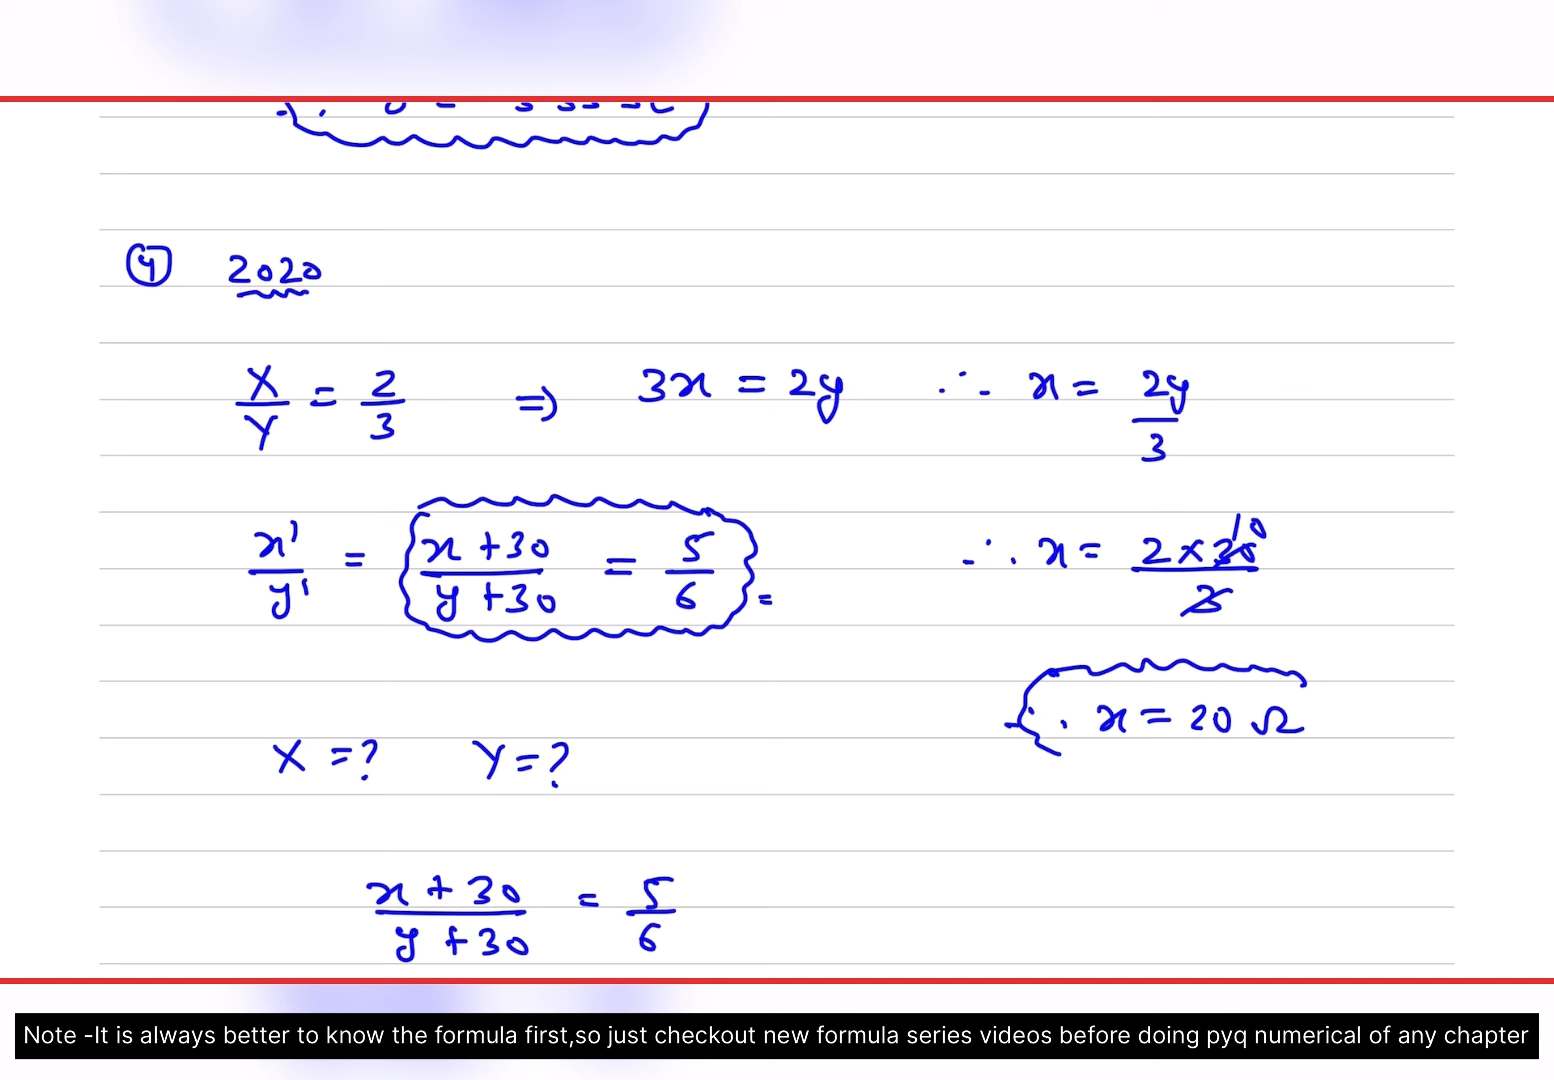 ④ 2020
X/Y = 2/3 ⇒ 3x = 2y ∴ x = 2y/3
x'/y' = x+30/y+30 = 5/6 = ∴ x = 2×30/3 10
∴ x = 20 Ω
X = ? Y = ?
x + 30/y + 30 = 5/6
Note -It is always better to know the formula first,so just checkout new formula series videos before doing pyq numerical of any chapter